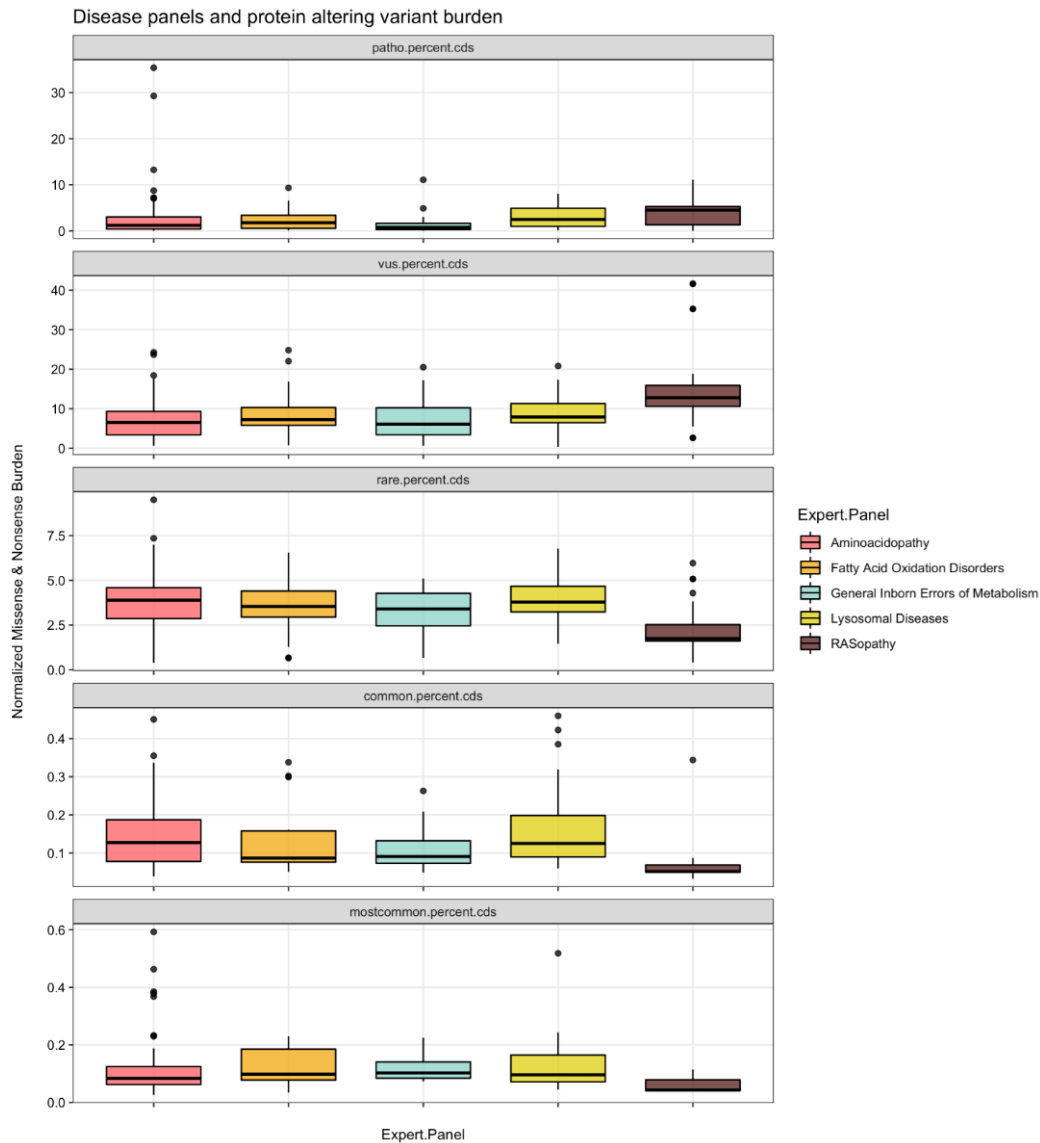 Disease panels and protein altering variant burden
patho.percent.cds
30
20
10
0
vus.percent.cds
40
30
20
10
0
rare.percent.cds
7.5
5.0
2.5
0.0
common.percent.cds
0.4
0.3
0.2
0.1
mostcommon.percent.cds
0.6
0.4
0.2
0.0
Normalized Missense & Nonsense Burden
Expert.Panel
Expert.Panel
Aminoacidopathy
Fatty Acid Oxidation Disorders
General Inborn Errors of Metabolism
Lysosomal Diseases
RASopathy